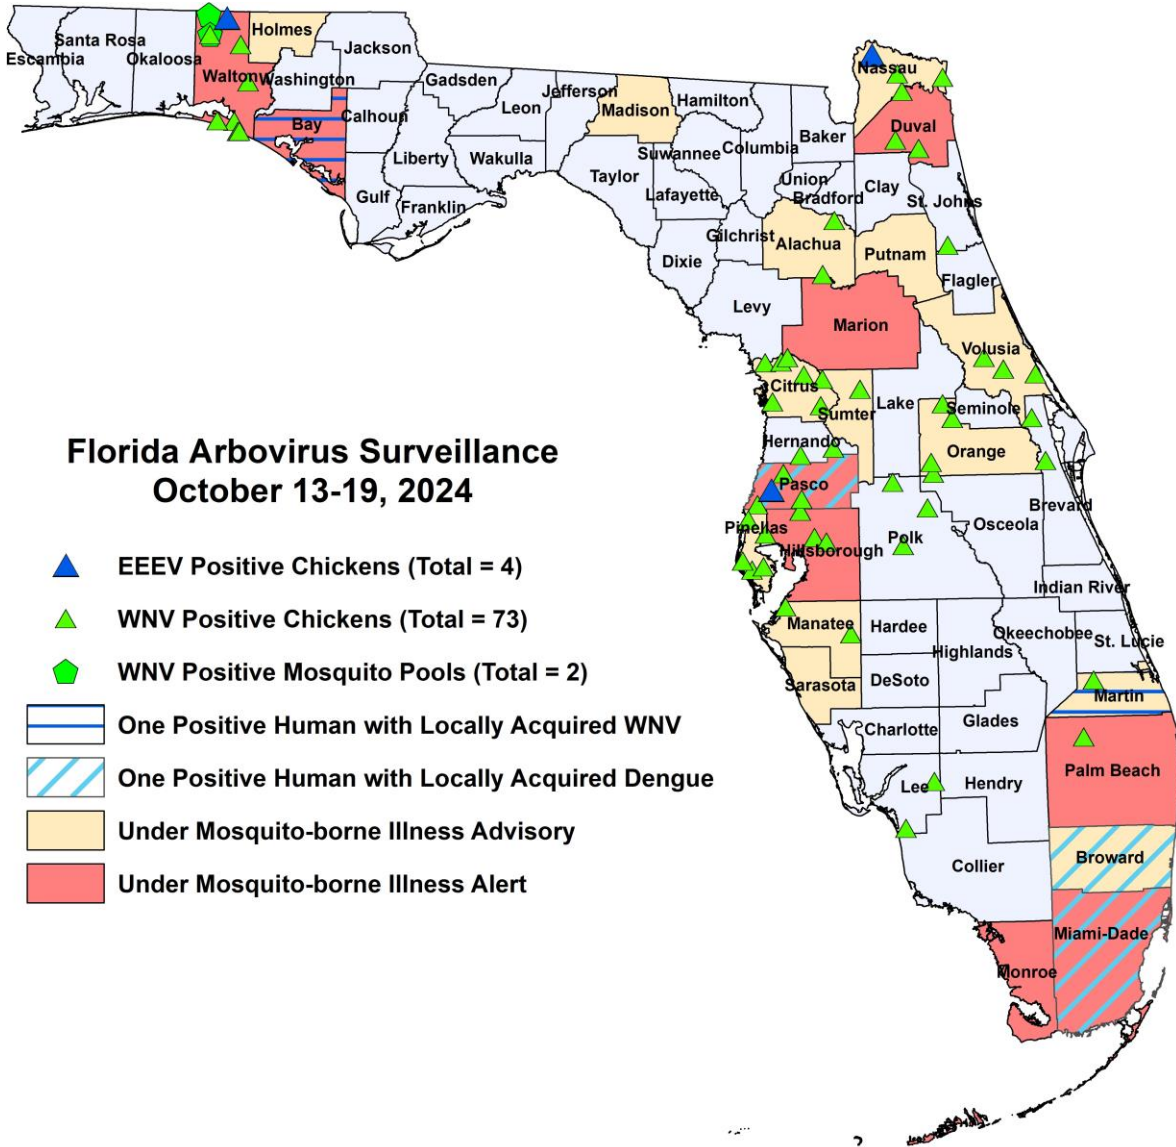 Holmes
Santa Rosa
Jackson
Escambia
Okaloosa
Walton
Washington
Gadsden
Jefferson
Nassau
Leon
Madison
Hamilton
Bay
Calhoun
Duval
Baker
Columbia
Liberty
Wakulla
Suwannee
Taylor
Union
Clay
Lafayette
Bradford
St. Johns
Gulf
Franklin
Gilchrist
Alachua
Putnam
Dixie
Flagler
Levy
Marion
Volusia
Citrus
Lake
Seminole
Sumter
Hernando
Orange
Florida Arbovirus Surveillance
October 13-19, 2024
Pasco
Brevard
Pinellas
Osceola
Polk
Hillsborough
EEEV Positive Chickens (Total = 4)
Indian River
WNV Positive Chickens (Total = 73)
Manatee
Hardee
Okeechobee
St. Lucie
Highlands
WNV Positive Mosquito Pools (Total = 2)
Sarasota
DeSoto
Martin
One Positive Human with Locally Acquired WNV
Charlotte
Glades
Palm Beach
One Positive Human with Locally Acquired Dengue
Lee
Hendry
Under Mosquito-borne Illness Advisory
Broward
Collier
Under Mosquito-borne Illness Alert
Miami-Dade
Monroe